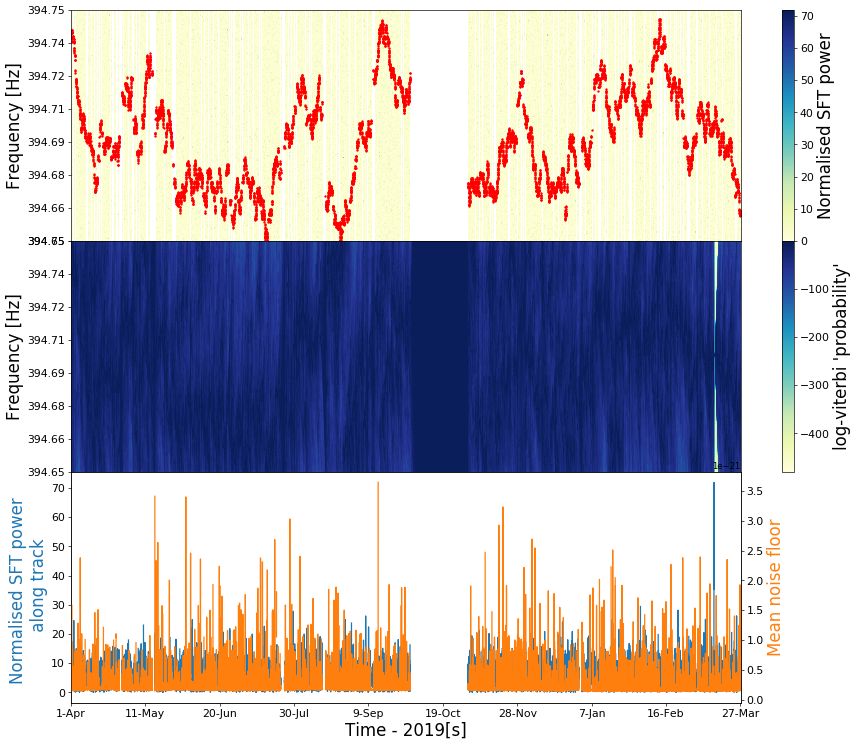 394.75
394.74
394.72
394.71
394.69
394.68
394.66
394.65
Frequency [Hz]
70
60
50
40
30
20
10
0
Normalised SFT power
394.75
394.74
394.72
394.71
394.69
394.68
394.66
394.65
Frequency [Hz]
0
−100
−200
−300
−400
log-viterbi 'probability'
1e−21
70
60
50
40
30
20
10
0
Normalised SFT power
along track
3.5
3.0
2.5
2.0
1.5
1.0
0.5
0.0
Mean noise floor
1-Apr
11-May
20-Jun
30-Jul
9-Sep
19-Oct
28-Nov
7-Jan
16-Feb
27-Mar
Time - 2019[s]